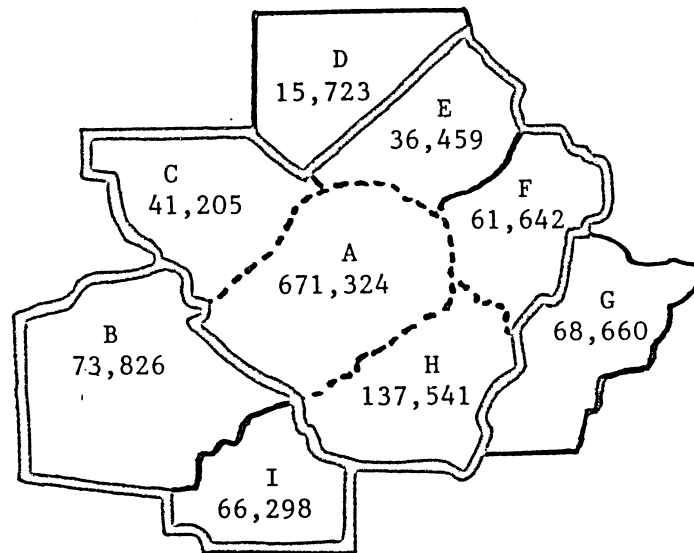 D
15,723
E
36,459
C
41,205
F
61,642
A
671,324
G
68,660
B
73,826
H
137,541
I
66,298